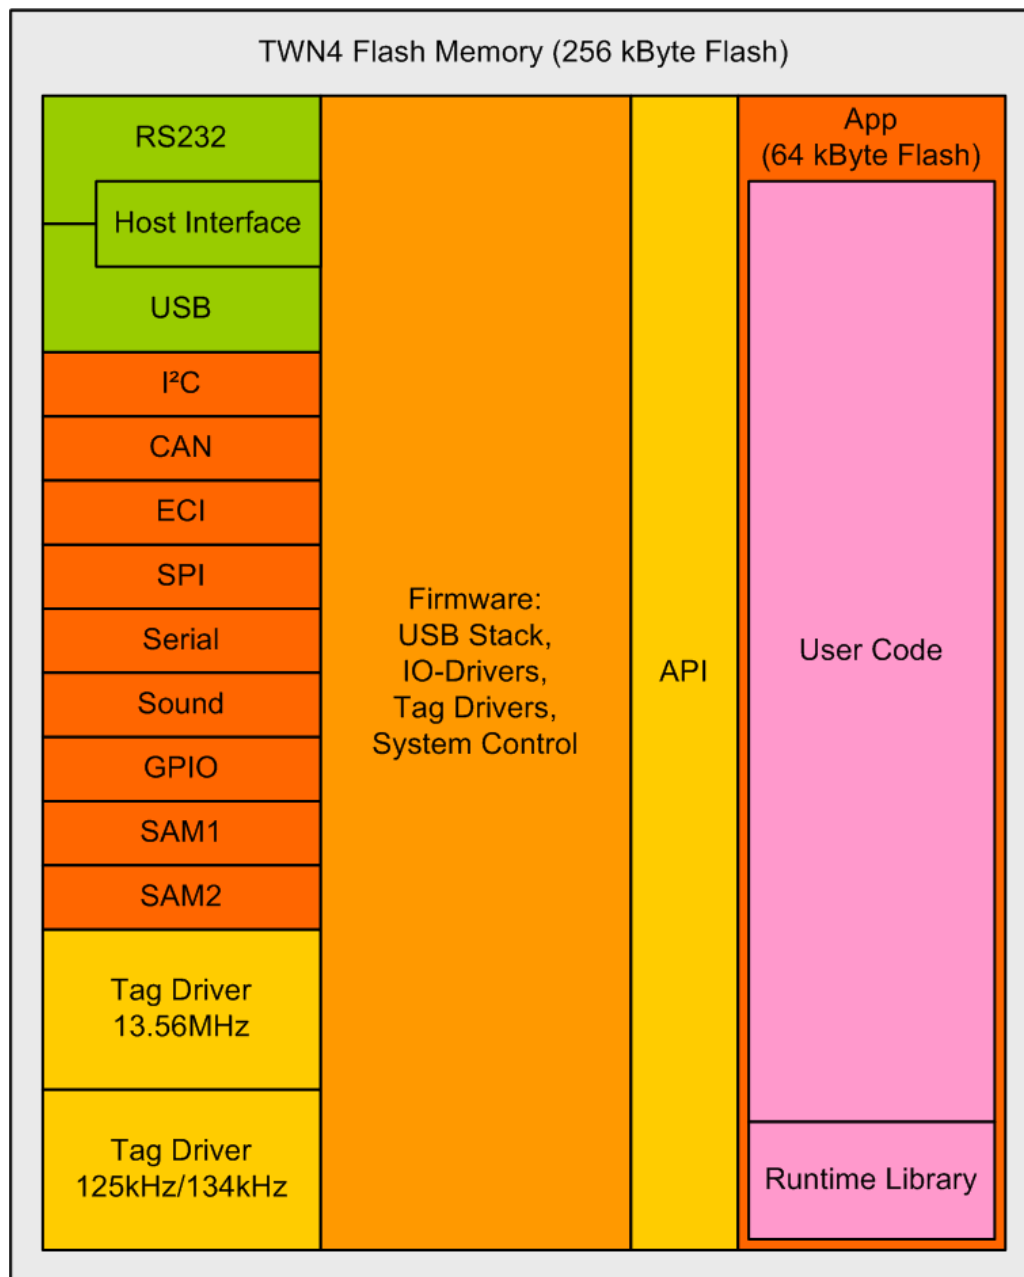 TWN4 Flash Memory (256 kByte Flash)
RS232
Host Interface
USB
I²C
CAN
ECI
SPI
Serial
Sound
GPIO
SAM1
SAM2
Tag Driver
13.56MHz
Tag Driver
125kHz/134kHz
Firmware:
USB Stack,
IO-Drivers,
Tag Drivers,
System Control
API
App
(64 kByte Flash)
User Code
Runtime Library